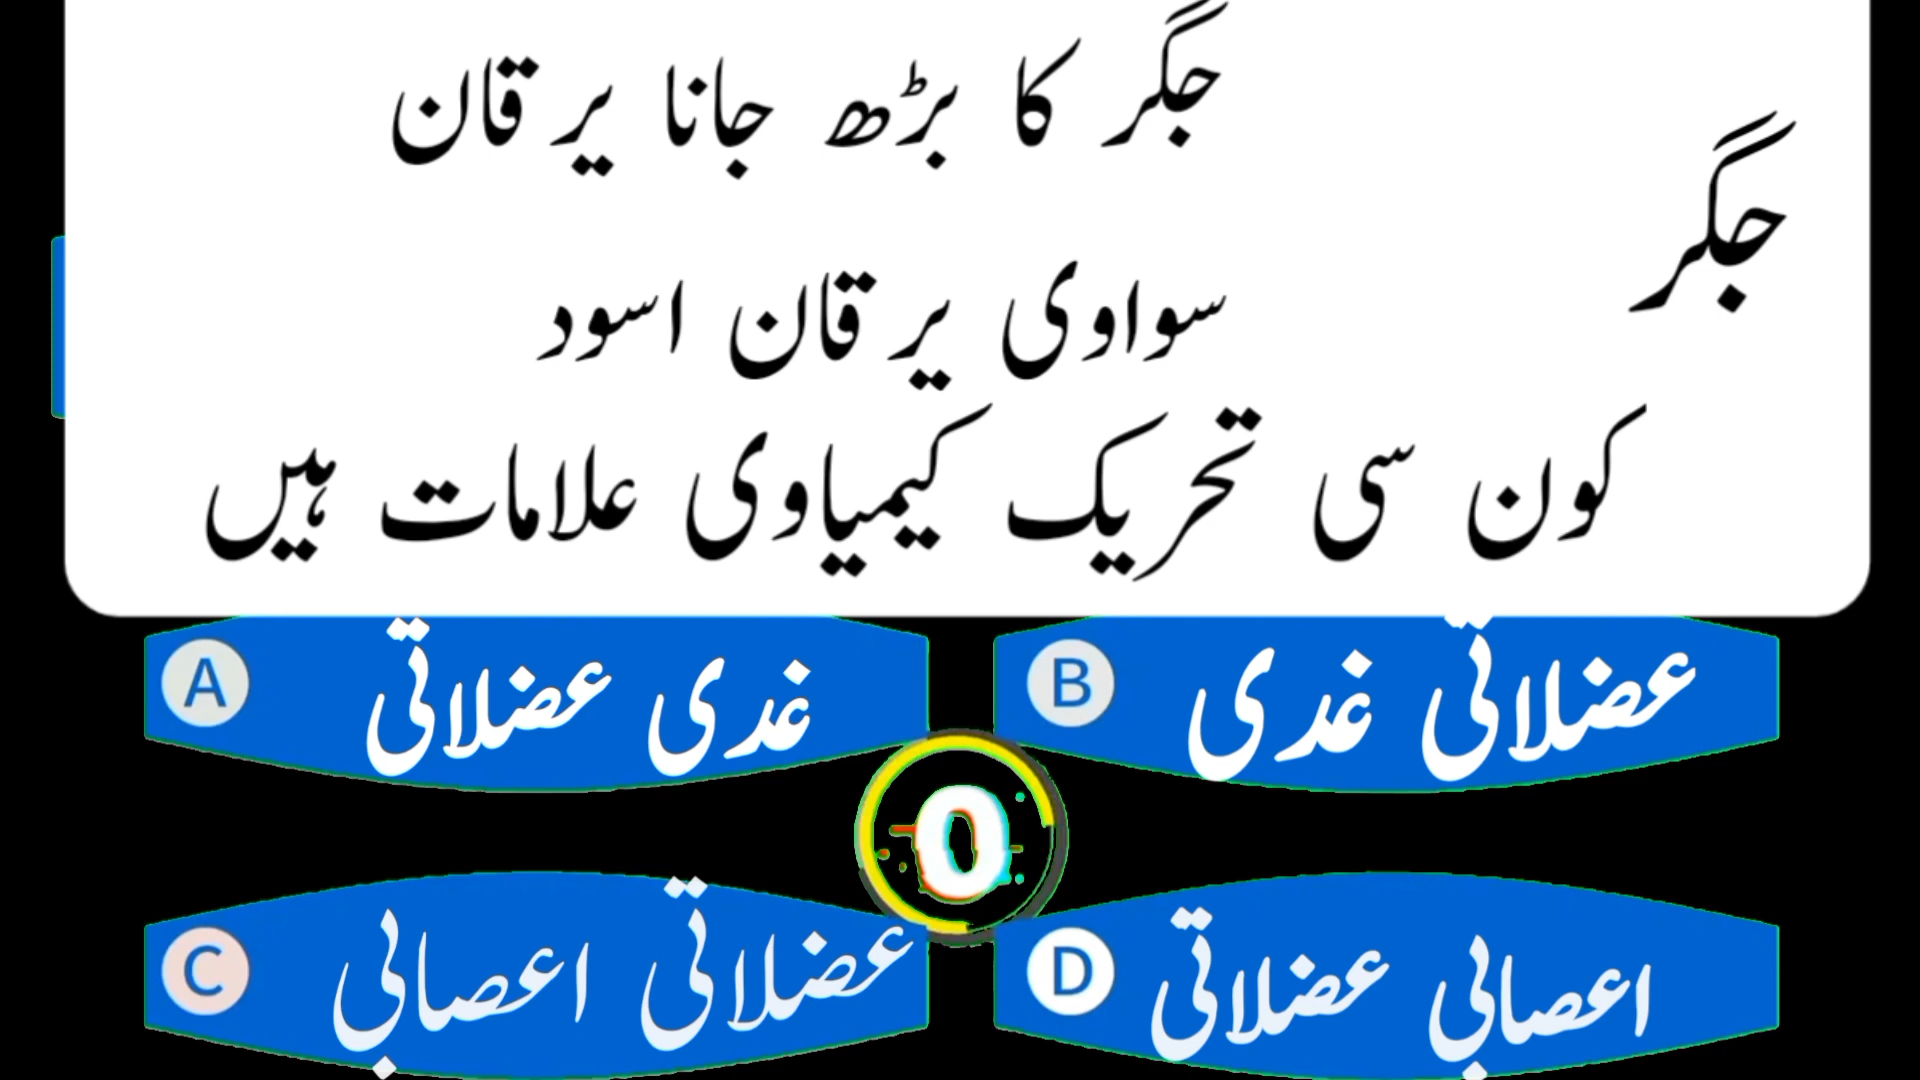 جگر کا بڑھ جانا یرقان
جگر
سواوی یرقان اسود
کون سی تحریک کیمیاوی علامات ہیں
A غدی عضلاتی
B عضلاتی غدی
0
C عضلاتی اعصابی
D اعصابی عضلاتی